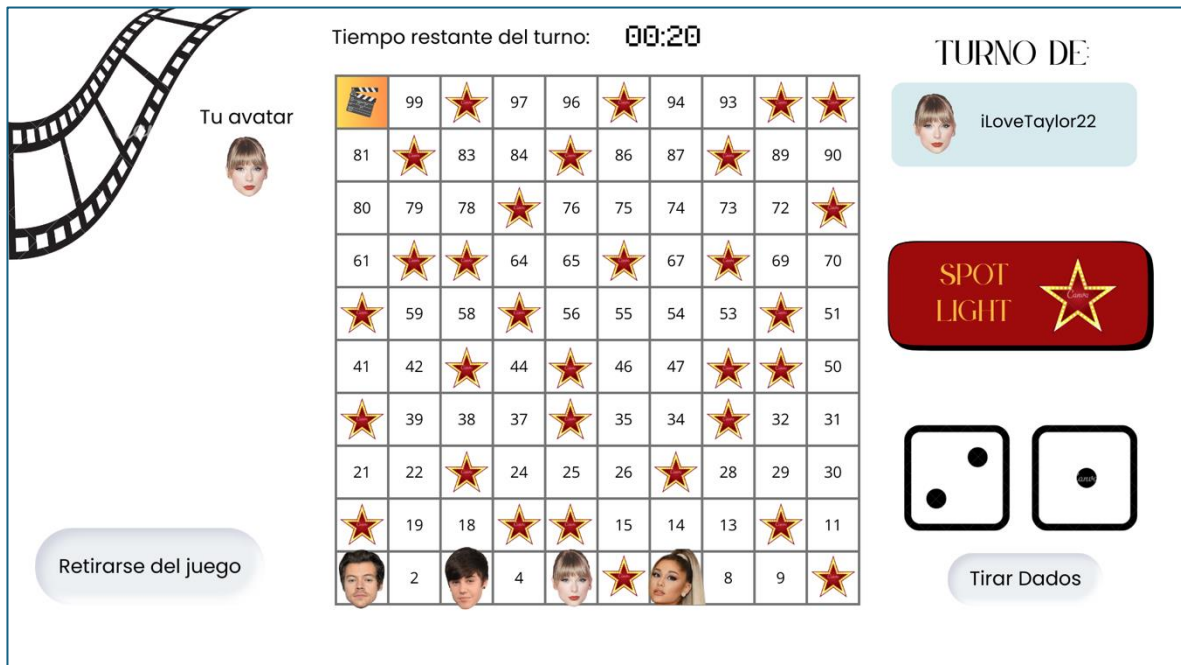 Tiempo restante del turno: 00:20
TURNO DE:
Tu avatar
iLoveTaylor22
99 97 96 94 93
81 83 84 86 87 89 90
80 79 78 76 75 74 73 72
61 64 65 67 69 70
59 58 56 55 54 53 51
41 42 44 46 47 50
39 38 37 35 34 32 31
21 22 24 25 26 28 29 30
19 18 15 14 13 11
2 4 8 9
SPOT
LIGHT
Canva
Retirarse del juego
Tirar Dados